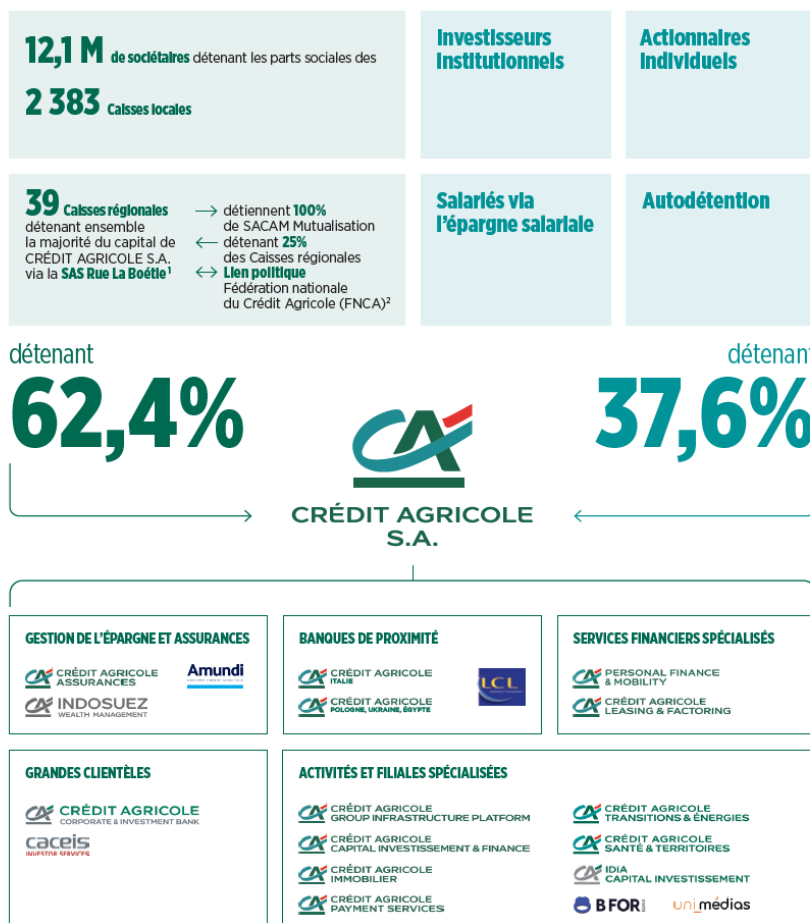 12,1 M de sociétaires détenant les parts sociales des
2 383 Caisses locales
Investisseurs
Institutionnels
Actionnaires
Individuels
39 Caisses régionales
détenant ensemble
la majorité du capital de
CRÉDIT AGRICOLE S.A.
via la SAS Rue La Boétie¹
→ détiennent 100%
de SACAM Mutualisation
← détenant 25%
des Caisses régionales
↔ Lien politique
Fédération nationale
du Crédit Agricole (FNCA)²
Salariés via
l'épargne salariale
Autodétention
détenant
62,4%
détenant
37,6%
CRÉDIT AGRICOLE
S.A.
GESTION DE L'ÉPARGNE ET ASSURANCES
CRÉDIT AGRICOLE
ASSURANCES
Amundi
INDOSUEZ
WEALTH MANAGEMENT
BANQUES DE PROXIMITÉ
CRÉDIT AGRICOLE
ITALIE
LCL
CRÉDIT AGRICOLE
POLOGNE, UKRAINE, ÉGYPTE
SERVICES FINANCIERS SPÉCIALISÉS
PERSONAL FINANCE
& MOBILITY
CRÉDIT AGRICOLE
LEASING & FACTORING
GRANDES CLIENTÈLES
CRÉDIT AGRICOLE
CORPORATE & INVESTMENT BANK
caceis
INVESTOR SERVICES
ACTIVITÉS ET FILIALES SPÉCIALISÉES
CRÉDIT AGRICOLE
GROUP INFRASTRUCTURE PLATFORM
CRÉDIT AGRICOLE
CAPITAL INVESTISSEMENT & FINANCE
CRÉDIT AGRICOLE
IMMOBILIER
CRÉDIT AGRICOLE
PAYMENT SERVICES
CRÉDIT AGRICOLE
TRANSITIONS & ÉNERGIES
CRÉDIT AGRICOLE
SANTÉ & TERRITOIRES
IDIA
CAPITAL INVESTISSEMENT
B FOR
uni_médias